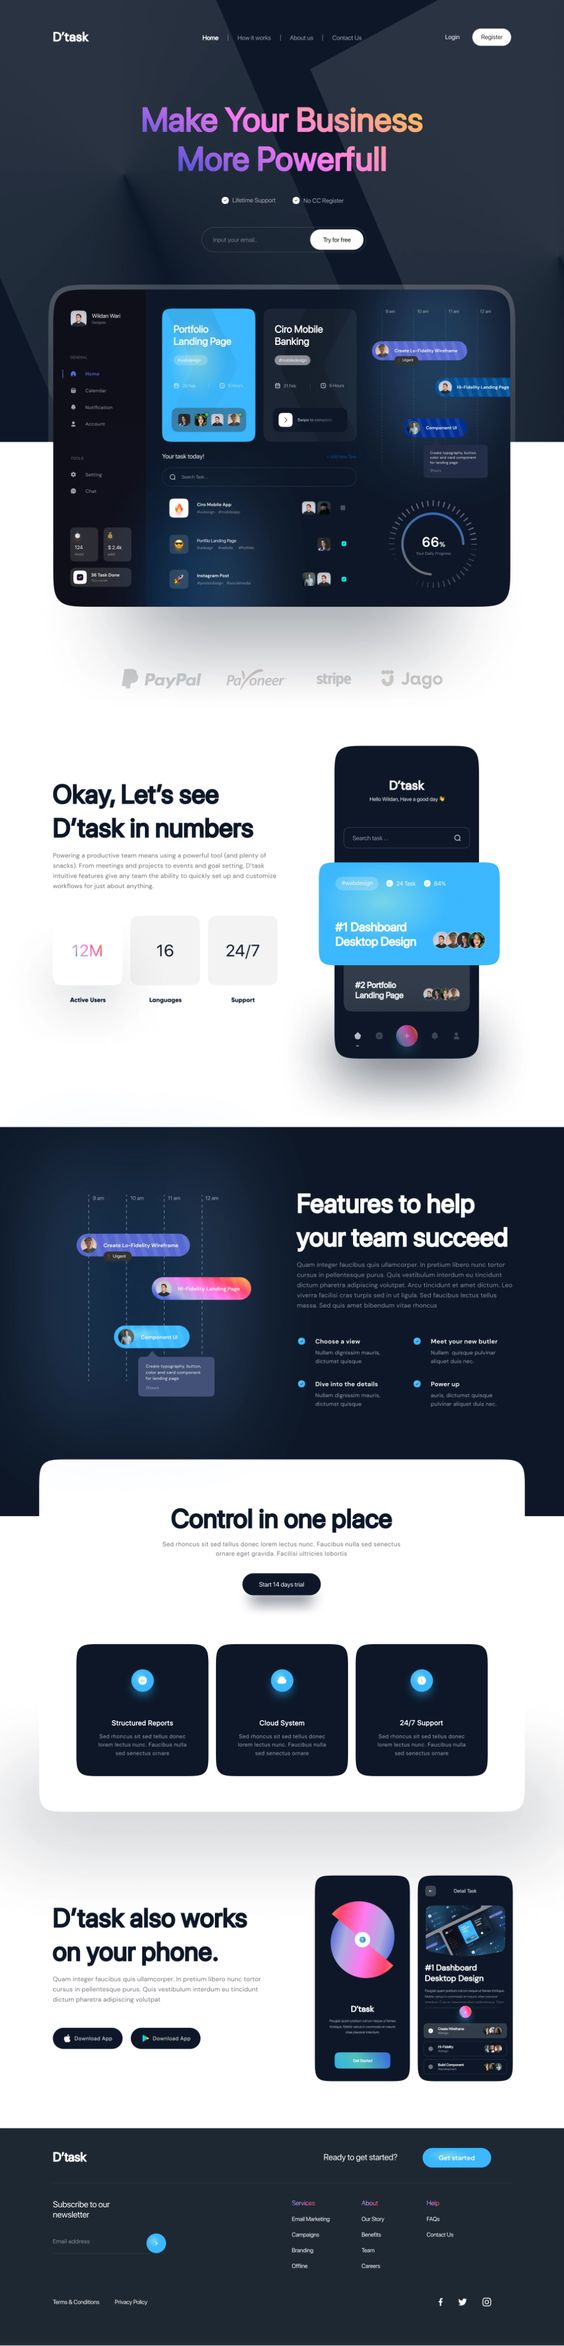 D'task
Home
How it works
About us
Contact Us
Login
Register
Make Your Business
More Powerfull
Lifetime Support
No CC Register
Input your email..
Try for free
Wildan Wari
Designer
GENERAL
Home
Calendar
Notification
Account
TOOLS
Setting
Chat
124
$ 2.4k
36 Task Done
Portfolio
Landing Page
#webdesign
6 Hours
Ciro Mobile
Banking
#mobiledesign
6 Hours
Swipe to complete
Your task today!
+ Add New Task
Search Task ...
Ciro Mobile App
Portfilo Landing Page
Instagram Post
9 am
10 am
11 am
12 am
Create Lo-Fidelity Wireframe
Urgent
Hi-Fidelity Landing Page
Component UI
Create typography, button,
color and card component
for landing page
66%
Your Daily Progress
PayPal
Payoneer
stripe
Jago
Okay, Let's see
D'task in numbers
Powering a productive team means using a powerful tool (and plenty of
snacks). From meetings and projects to events and goal setting. D'task
intuitive features give any team the ability to quickly set up and customize
workflows for just about anything.
12M
16
24/7
Active Users
Languages
Support
D'task
Hello Wildan, Have a good day 👋
Search task ...
#webdesign
24 Task
84%
#1 Dashboard
Desktop Design
#2 Portfolio
Landing Page
9 am
10 am
11 am
12 am
Create Lo-Fidelity Wireframe
Urgent
Hi-Fidelity Landing Page
Component UI
Create typography, button,
color and card component
for landing page
Features to help
your team succeed
Quam integer faucibus quis ullamcorper. In pretium libero nunc tortor
cursus in pellentesque purus. Quis vestibulum interdum eu tincidunt
dictum pharetra adipiscing volutpat. Arcu tincidunt et amet dictum. Leo
viverra facilisi cras turpis sed in ut ligula. Sed faucibus lectus tellus
massa. Sed quis amet bibendum vitae rhoncus
Choose a view
Nullam dignissim mauris,
dictumst quisque
Meet your new butler
Nullam quisque pulvinar
aliquet duis nec.
Dive into the details
Nullam dignissim mauris,
dictumst quisque
Power up
auris, dictumst quisque
pulvinar aliquet duis nac.
Control in one place
Sed rhoncus sit sed tellus donec lorem lectus nunc. Faucibus nulla sed senectus
ornare eget gravida. Facilisi ultricies lobortis
Start 14 days trial
Structured Reports
Sed rhoncus sit sed tellus donec
lorem lectus nunc. Faucibus nulla
sed senectus ornare
Cloud System
Sed rhoncus sit sed tellus donec
lorem lectus nunc. Faucibus nulla
sed senectus ornare
24/7 Support
Sed rhoncus sit sed tellus donec
lorem lectus nunc. Faucibus nulla
sed senectus ornare
D'task also works
on your phone.
Quam integer faucibus quis ullamcorper. In pretium libero nunc tortor
cursus in pellentesque purus. Quis vestibulum interdum eu tincidunt
dictum pharetra adipiscing volutpat
Download App
Download App
D'task
Get Started
Detail Task
#1 Dashboard
Desktop Design
Create Wireframe
Hi-Fidelity
Build Component
D'task
Ready to get started?
Get started
Subscribe to our
newsletter
Email address
Services
Email Marketing
Campaigns
Branding
Offline
About
Our Story
Benefits
Team
Careers
Help
FAQs
Contact Us
Terms & Conditions
Privacy Policy